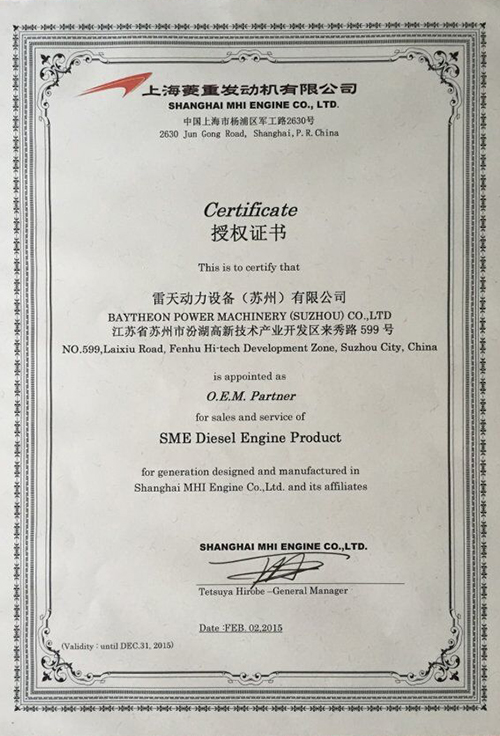 上海菱重发动机有限公司
SHANGHAI MHI ENGINE CO., LTD.
中国上海市杨浦区军工路2630号
2630 Jun Gong Road, Shanghai, P. R. China
Certificate
授权证书
This is to certify that
雷天动力设备（苏州）有限公司
BAYTHEON POWER MACHINERY (SUZHOU) CO.,LTD
江苏省苏州市汾湖高新技术产业开发区来秀路 599 号
NO.599,Laixiu Road, Fenhu Hi-tech Development Zone, Suzhou City, China
is appointed as
O.E.M. Partner
for sales and service of
SME Diesel Engine Product
for generation designed and manufactured in
Shanghai MHI Engine Co.,Ltd. and its affiliates
SHANGHAI MHI ENGINE CO.,LTD.
Tetsuya Hirobe –General Manager
Date :FEB. 02.2015
(Validity : until DEC.31, 2015)